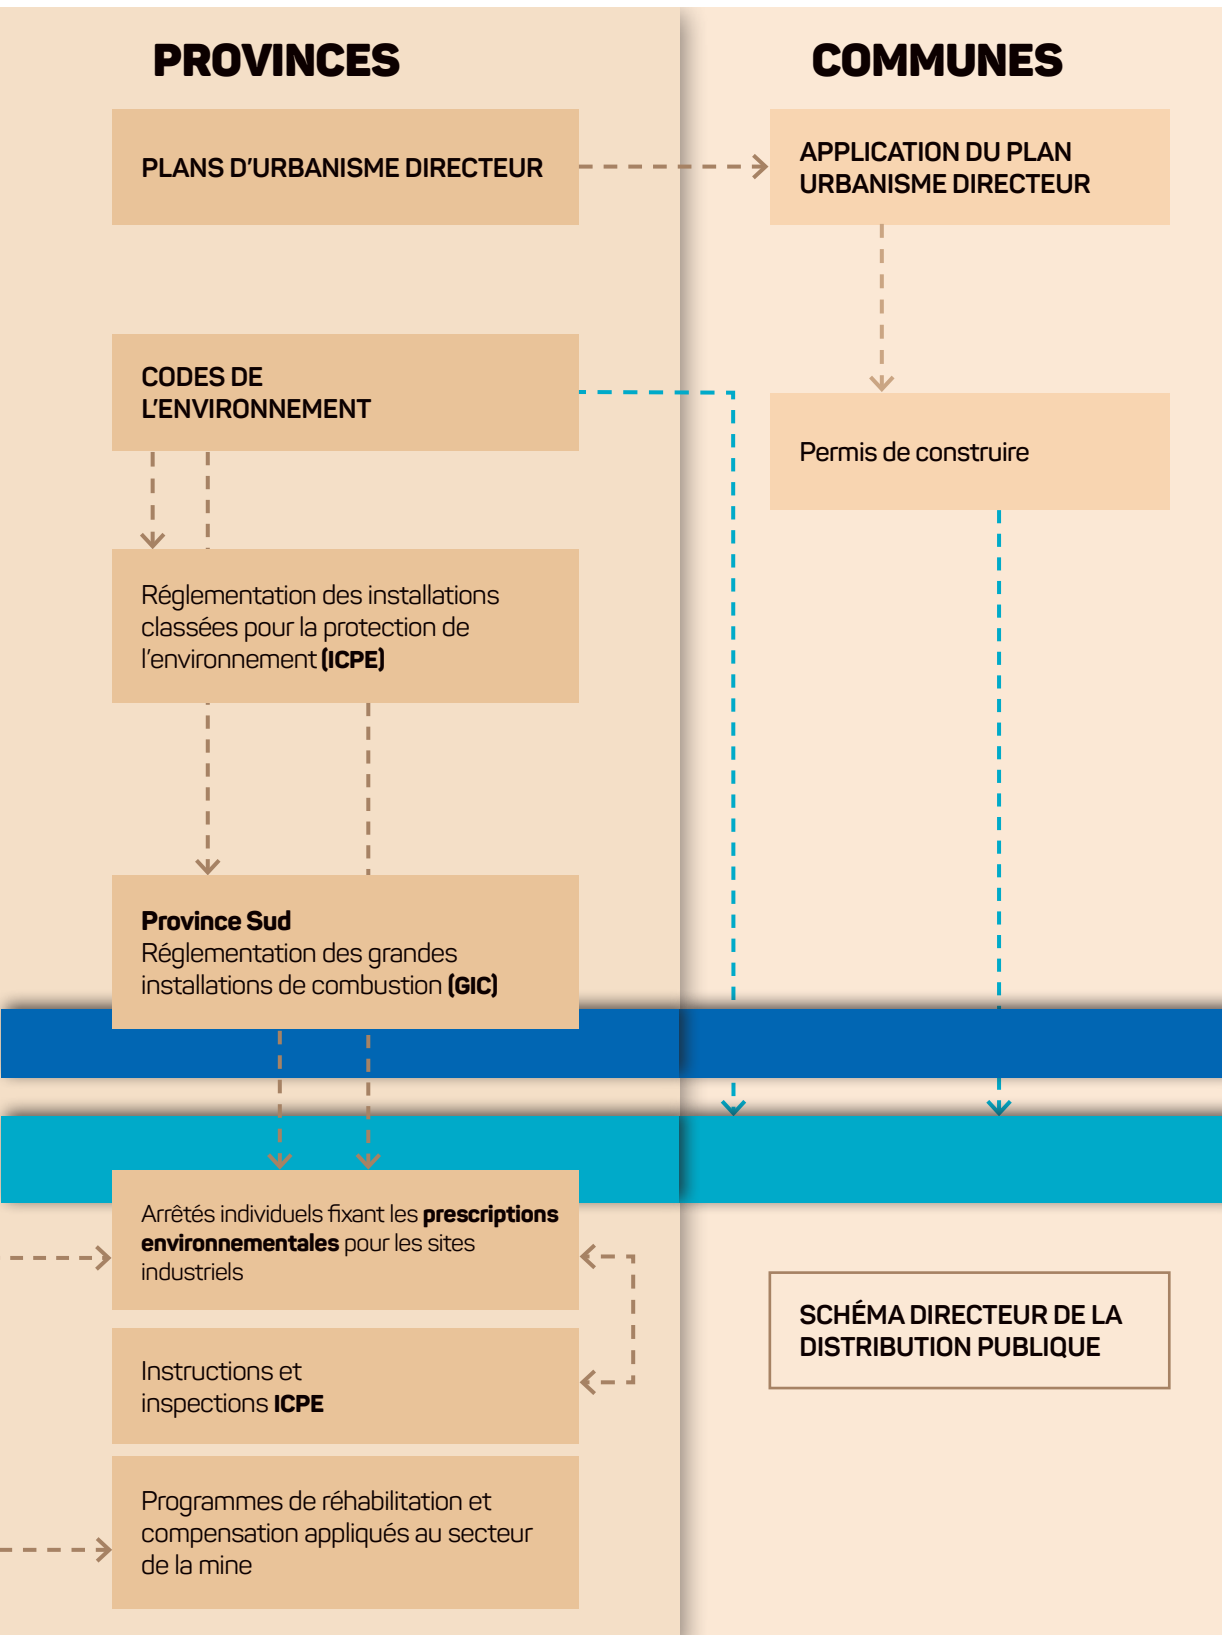 PROVINCES
PLANS D'URBANISME DIRECTEUR
CODES DE
L'ENVIRONNEMENT
Réglementation des installations
classées pour la protection de
l'environnement (ICPE)
Province Sud
Réglementation des grandes
installations de combustion (GIC)
Arrêtés individuels fixant les prescriptions
environnementales pour les sites
industriels
Instructions et
inspections ICPE
Programmes de réhabilitation et
compensation appliqués au secteur
de la mine
COMMUNES
APPLICATION DU PLAN
URBANISME DIRECTEUR
Permis de construire
SCHÉMA DIRECTEUR DE LA
DISTRIBUTION PUBLIQUE